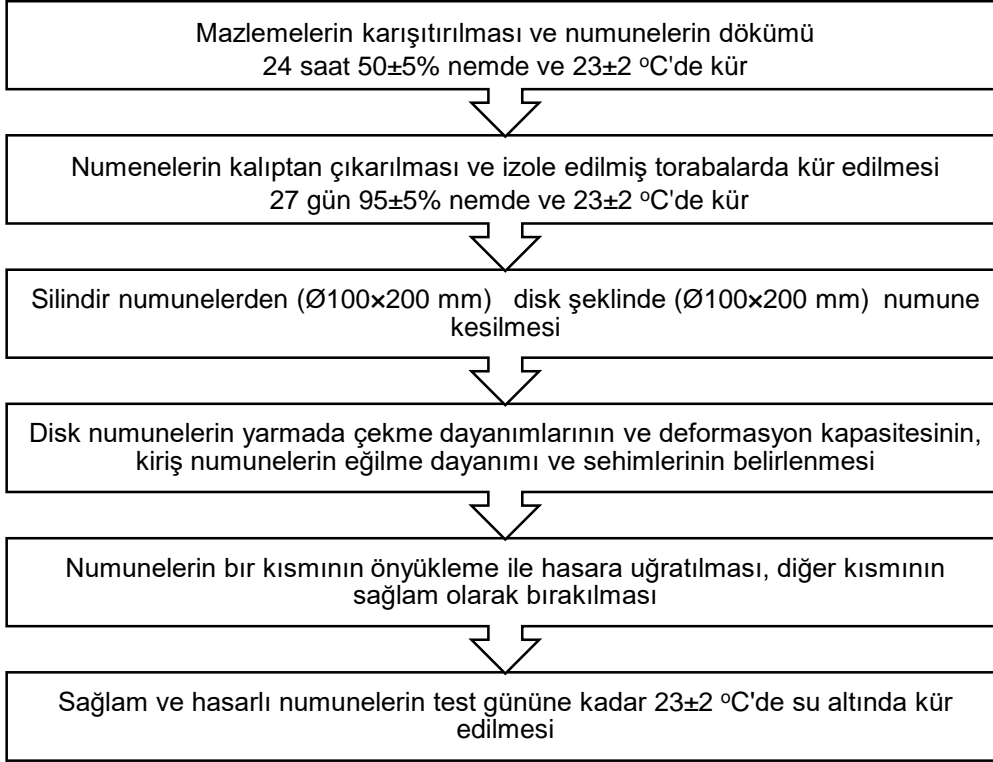 Mazlemelerin karışıtırılması ve numunelerin dökümü
24 saat 50±5% nemde ve 23±2 ºC'de kür
Numenelerin kalıptan çıkarılması ve izole edilmiş torabalarda kür edilmesi
27 gün 95±5% nemde ve 23±2 ºC'de kür
Silindir numunelerden (Ø100×200 mm) disk şeklinde (Ø100×200 mm) numune
kesilmesi
Disk numunelerin yarmada çekme dayanımlarının ve deformasyon kapasitesinin,
kiriş numunelerin eğilme dayanımı ve sehimlerinin belirlenmesi
Numunelerin bır kısmının önyükleme ile hasara uğratılması, diğer kısmının
sağlam olarak bırakılması
Sağlam ve hasarlı numunelerin test gününe kadar 23±2 ºC'de su altında kür
edilmesi